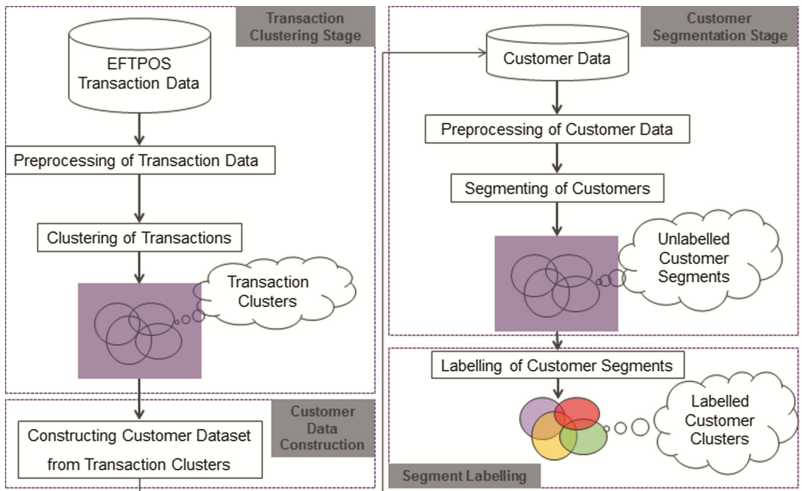 Transaction
Clustering Stage
EFTPOS
Transaction Data
Preprocessing of Transaction Data
Clustering of Transactions
Transaction
Clusters
Customer
Data
Construction
Constructing Customer Dataset
from Transaction Clusters
Customer
Segmentation Stage
Customer Data
Preprocessing of Customer Data
Segmenting of Customers
Unlabelled
Customer
Segments
Labelling of Customer Segments
Labelled
Customer
Clusters
Segment Labelling